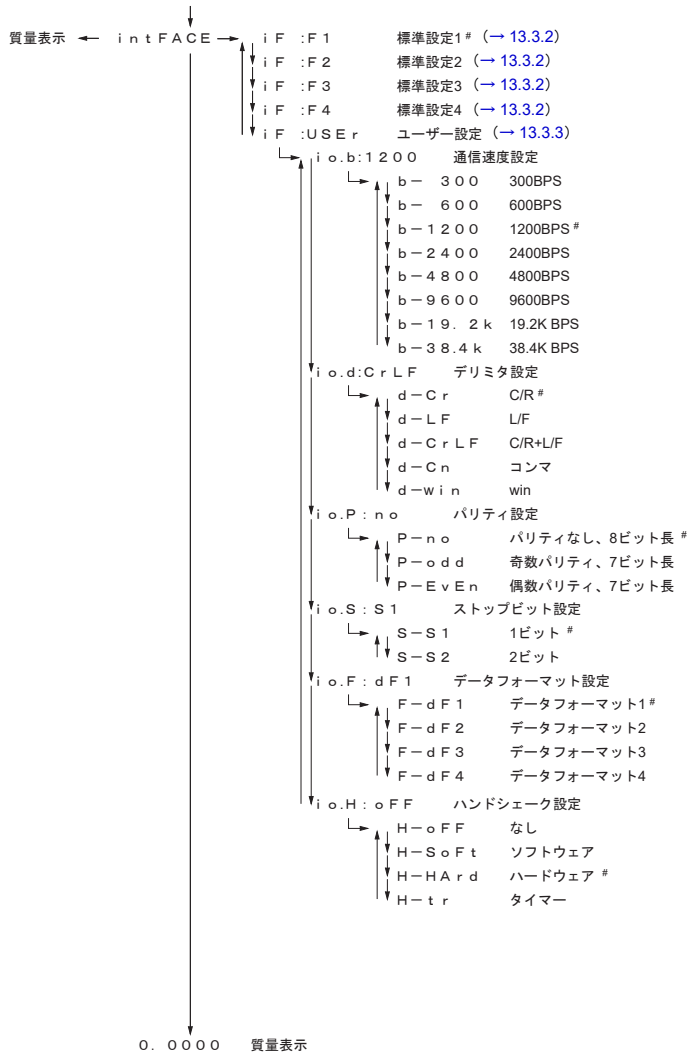 質量表示 intFACE iF :F1 標準設定1# (→ 13.3.2)
iF :F2 標準設定2 (→ 13.3.2)
iF :F3 標準設定3 (→ 13.3.2)
iF :F4 標準設定4 (→ 13.3.2)
iF :USEr ユーザー設定 (→ 13.3.3)
io.b:1200 通信速度設定
b− 300 300BPS
b− 600 600BPS
b−1200 1200BPS#
b−2400 2400BPS
b−4800 4800BPS
b−9600 9600BPS
b−19.2k 19.2K BPS
b−38.4k 38.4K BPS
io.d:CrLF デリミタ設定
d−Cr C/R#
d−LF L/F
d−CrLF C/R+L/F
d−Cn コンマ
d−win win
io.P:no パリティ設定
P−no パリティなし、8ビット長 #
P−odd 奇数パリティ、7ビット長
P−EvEn 偶数パリティ、7ビット長
io.S:S1 ストップビット設定
S−S1 1ビット #
S−S2 2ビット
io.F:dF1 データフォーマット設定
F−dF1 データフォーマット1#
F−dF2 データフォーマット2
F−dF3 データフォーマット3
F−dF4 データフォーマット4
io.H:oFF ハンドシェーク設定
H−oFF なし
H−SoFt ソフトウェア
H−HArd ハードウェア #
H−tr タイマー
0.0000 質量表示